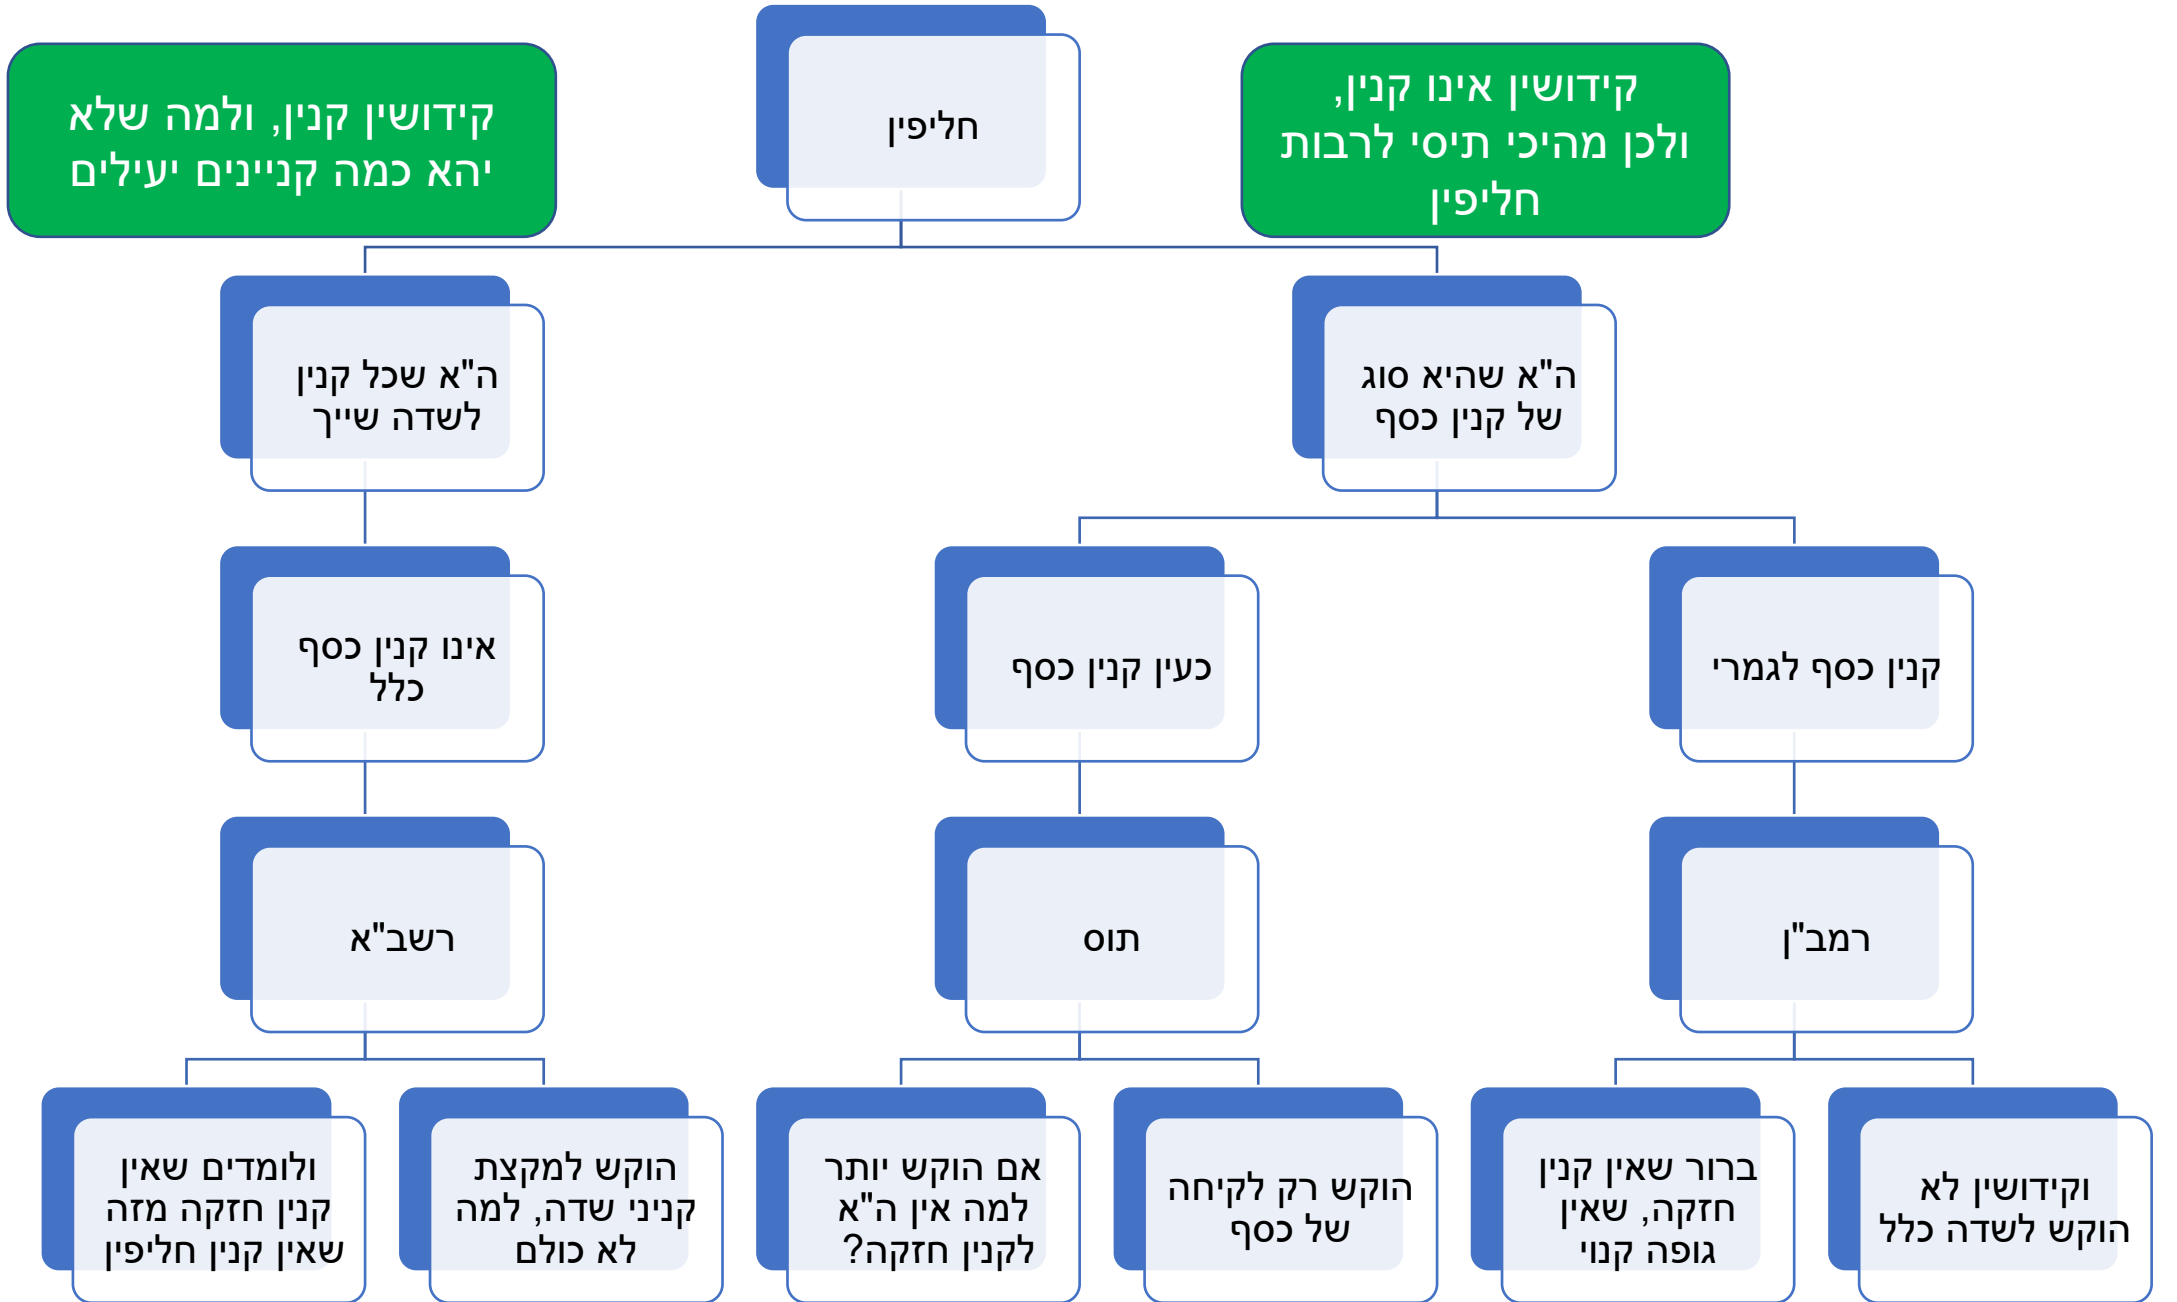 חליפין
קידושין אינו קנין,
ולכן מהיכי תיסי לרבות
חליפין
קידושין קנין, ולמה שלא
יהא כמה קניינים יעילים
ה"א שהיא סוג
של קנין כסף
ה"א שכל קנין
לשדה שייך
קנין כסף לגמרי
כעין קנין כסף
אינו קנין כסף
כלל
רמב"ן
תוס
רשב"א
וקידושין לא
הוקש לשדה כלל
ברור שאין קנין
חזקה, שאין
גופה קנוי
הוקש רק לקיחה
של כסף
אם הוקש יותר
למה אין ה"א
לקנין חזקה?
הוקש למקצת
קניני שדה, למה
לא כולם
ולומדים שאין
קנין חזקה מזה
שאין קנין חליפין